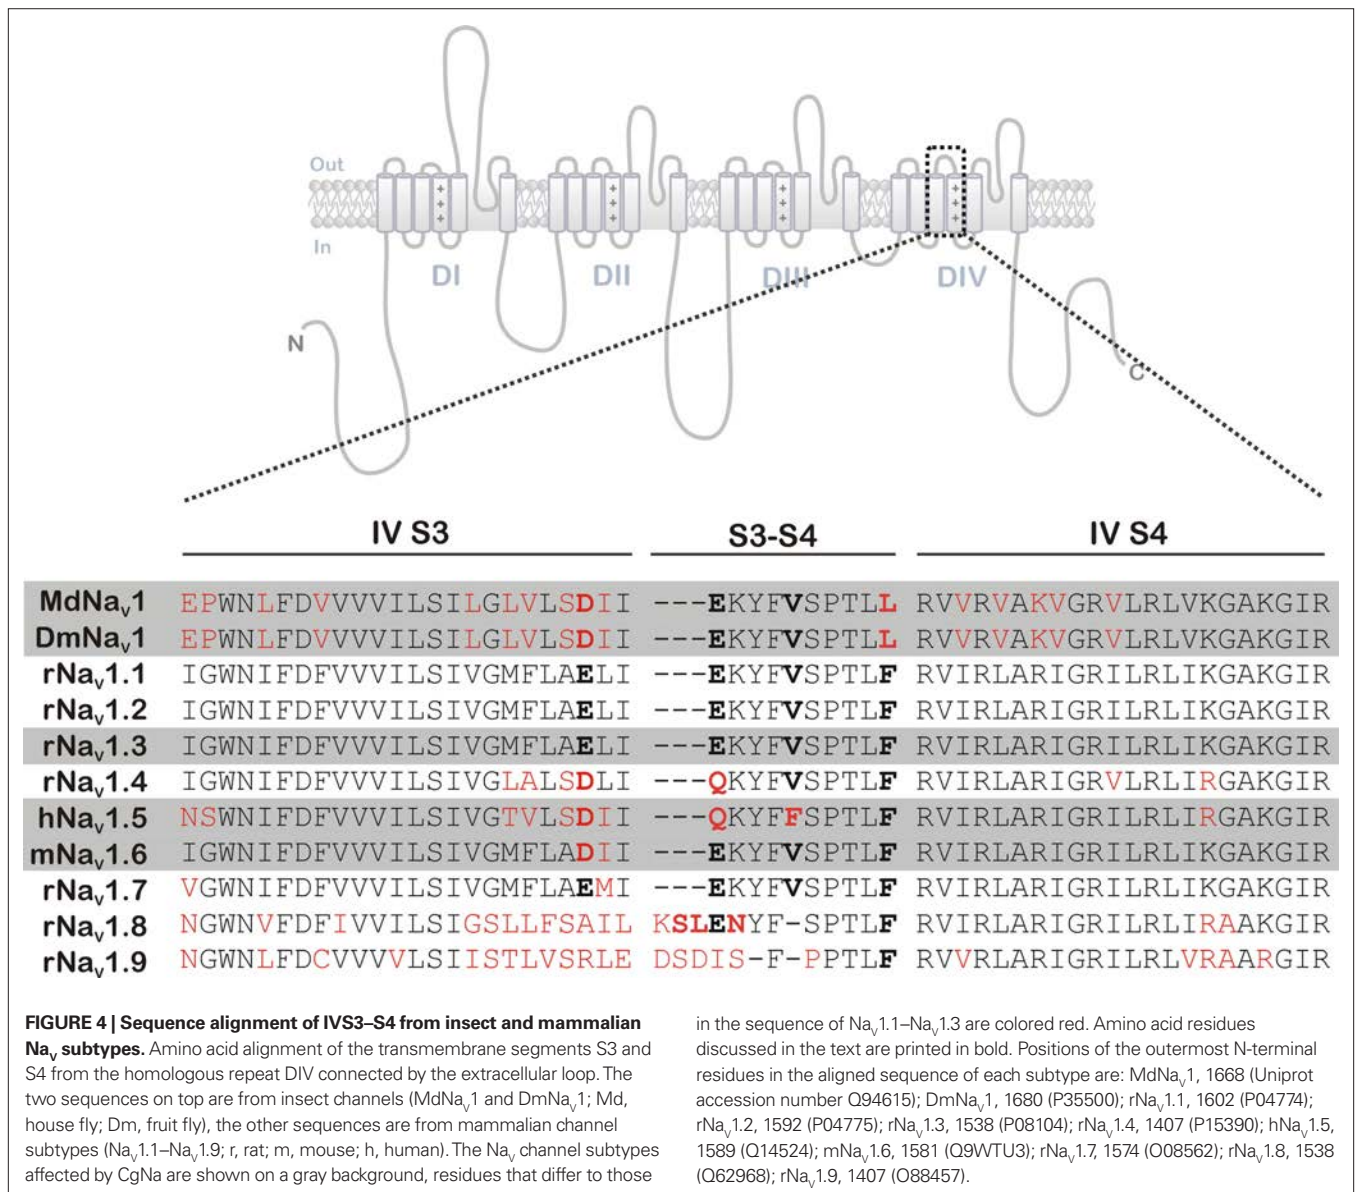 Out
In
DI
DII
DIII
DIV
N
C
IV S3
S3-S4
IV S4
MdNaᵥ1 EPWNLFDVVVVILSILGLVLSDII ---EKYFVSPTLL RVVRVAKVGRVLRLVKGAKGIR
DmNaᵥ1 EPWNLFDVVVVILSILGLVLSDII ---EKYFVSPTLL RVVRVAKVGRVLRLVKGAKGIR
rNaᵥ1.1 IGWNIFDFVVVILSIVGMFLAELI ---EKYFVSPTLF RVIRLARIGRILRLIKGAKGIR
rNaᵥ1.2 IGWNIFDFVVVILSIVGMFLAELI ---EKYFVSPTLF RVIRLARIGRILRLIKGAKGIR
rNaᵥ1.3 IGWNIFDFVVVILSIVGMFLAELI ---EKYFVSPTLF RVIRLARIGRILRLIKGAKGIR
rNaᵥ1.4 IGWNIFDFVVVILSIVGLALSDLI ---QKYFVSPTLF RVIRLARIGRVLRLIRGAKGIR
hNaᵥ1.5 NSWNIFDFVVVILSIVGTVLSDII ---QKYFFSPTLF RVIRLARIGRILRLIRGAKGIR
mNaᵥ1.6 IGWNIFDFVVVILSIVGMFLADII ---EKYFVSPTLF RVIRLARIGRILRLIKGAKGIR
rNaᵥ1.7 VGWNIFDFVVVILSIVGMFLAEMI ---EKYFVSPTLF RVIRLARIGRILRLIKGAKGIR
rNaᵥ1.8 NGWNVFDFIVVILSIGSLLFSAIL KSLENYF-SPTLF RVIRLARIGRILRLIRAAKGIR
rNaᵥ1.9 NGWNLFDCVVVVLSIISTLVSRLE DSDIS-F-PPTLF RVVRLARIGRILRLVRAARGIR
FIGURE 4 | Sequence alignment of IVS3–S4 from insect and mammalian
Naᵥ subtypes. Amino acid alignment of the transmembrane segments S3 and
S4 from the homologous repeat DIV connected by the extracellular loop. The
two sequences on top are from insect channels (MdNaᵥ1 and DmNaᵥ1; Md,
house fly; Dm, fruit fly), the other sequences are from mammalian channel
subtypes (Naᵥ1.1–Naᵥ1.9; r, rat; m, mouse; h, human). The Naᵥ channel subtypes
affected by CgNa are shown on a gray background, residues that differ to those
in the sequence of Naᵥ1.1–Naᵥ1.3 are colored red. Amino acid residues
discussed in the text are printed in bold. Positions of the outermost N-terminal
residues in the aligned sequence of each subtype are: MdNaᵥ1, 1668 (Uniprot
accession number Q94615); DmNaᵥ1, 1680 (P35500); rNaᵥ1.1, 1602 (P04774);
rNaᵥ1.2, 1592 (P04775); rNaᵥ1.3, 1538 (P08104); rNaᵥ1.4, 1407 (P15390); hNaᵥ1.5,
1589 (Q14524); mNaᵥ1.6, 1581 (Q9WTU3); rNaᵥ1.7, 1574 (O08562); rNaᵥ1.8, 1538
(Q62968); rNaᵥ1.9, 1407 (O88457).